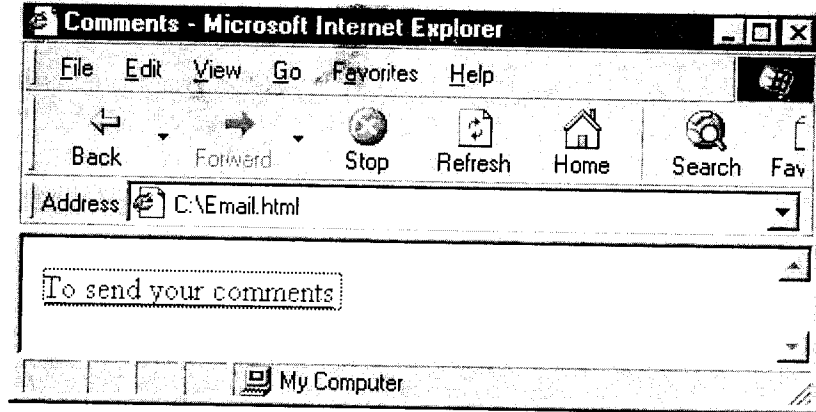 Comments - Microsoft Internet Explorer
File Edit View Go Favorites Help
Back Forward Stop Refresh Home Search Fav
Address C:\Email.html
To send your comments
My Computer